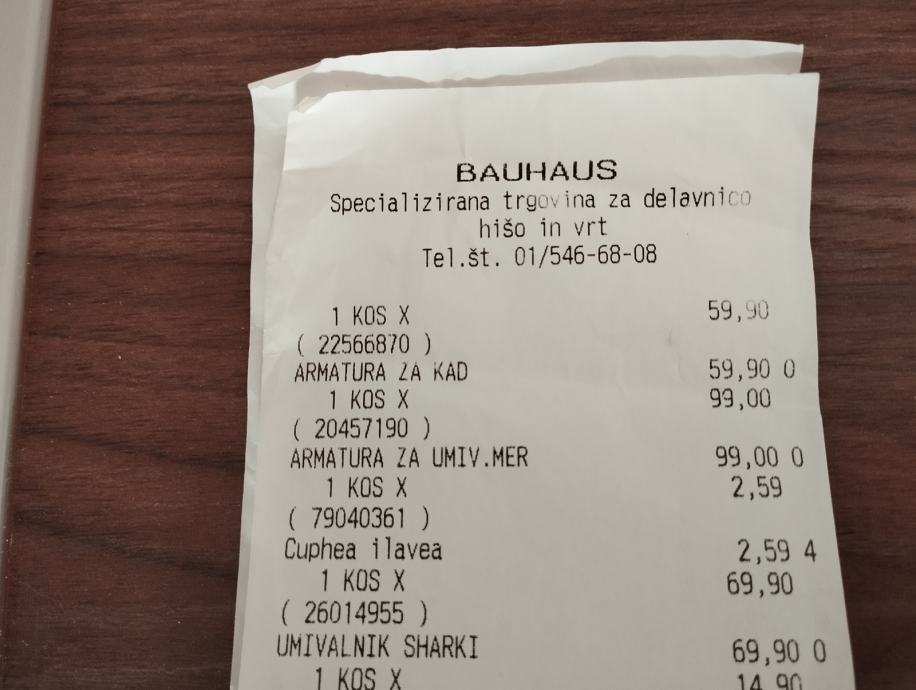 BAUHAUS
Specializirana trgovina za delavnico
hišo in vrt
Tel.št. 01/546-68-08
1 KOS X 59,90
( 22566870 )
ARMATURA ZA KAD 59,90 0
1 KOS X 99,00
( 20457190 )
ARMATURA ZA UMIV.MER 99,00 0
1 KOS X 2,59
( 79040361 )
Cuphea ilavea 2,59 4
1 KOS X 69,90
( 26014955 )
UMIVALNIK SHARKI 69,90 0
1 KOS X 14,90